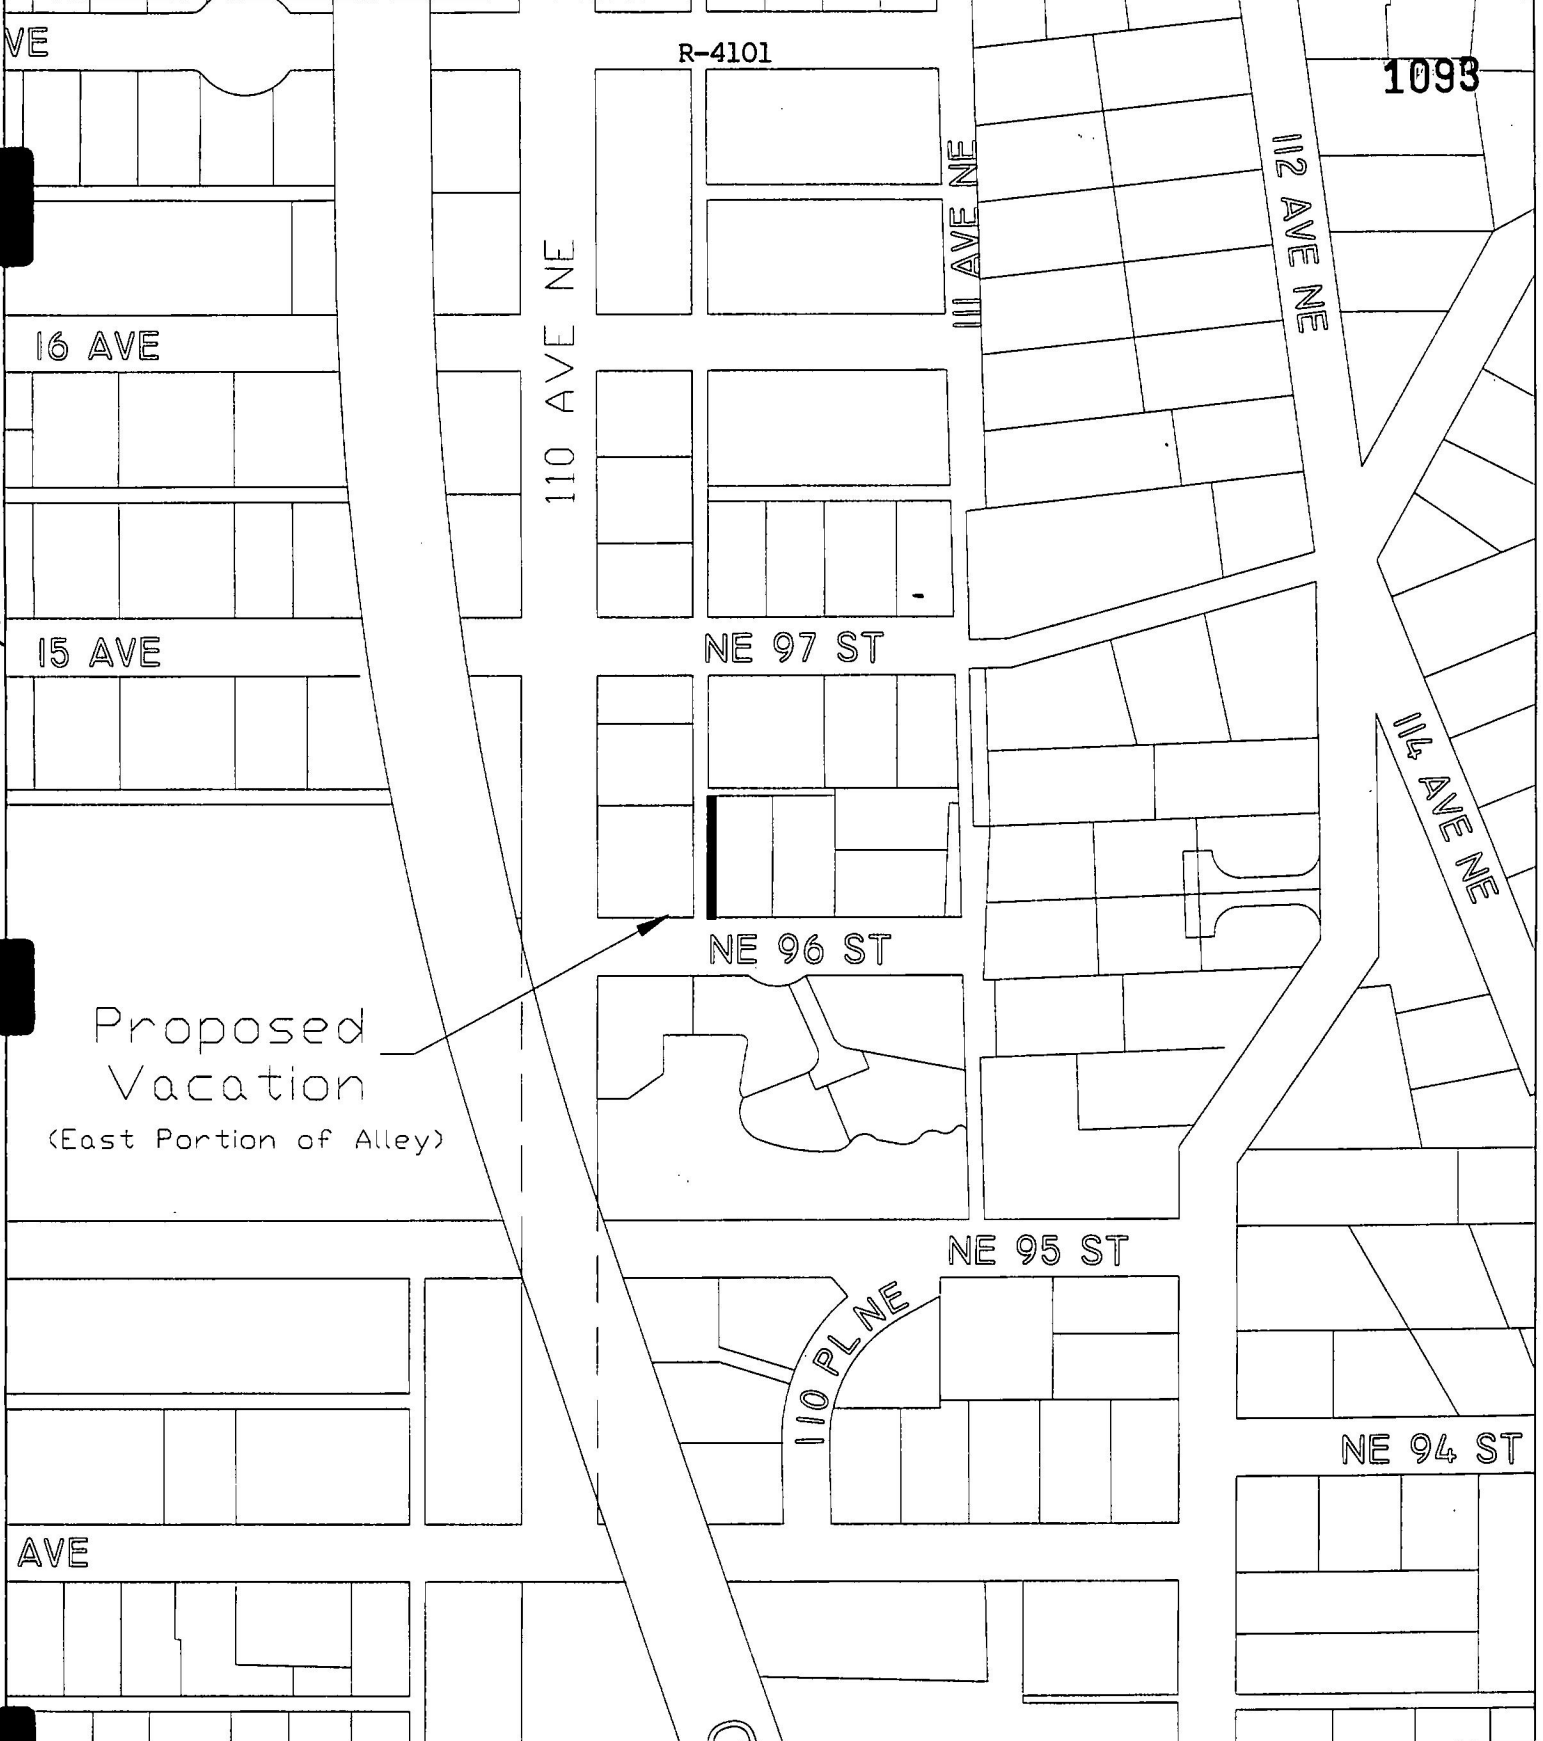 VE
R-4101
1093
112 AVE NE
111 AVE NE
110 AVE NE
16 AVE
15 AVE
NE 97 ST
114 AVE NE
NE 96 ST
Proposed
Vacation
(East Portion of Alley)
NE 95 ST
110 PL NE
NE 94 ST
AVE